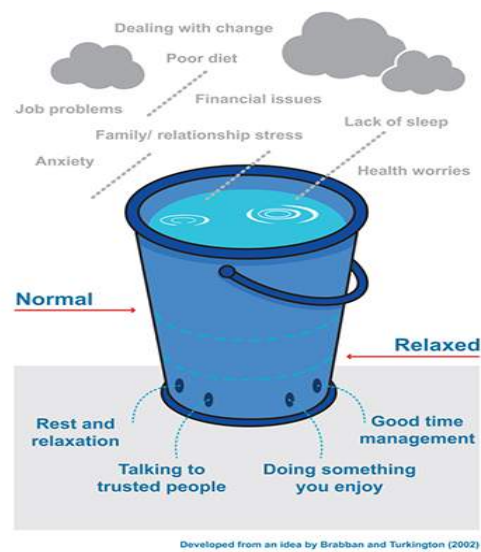 Dealing with change
Poor diet
Job problems
Financial issues
Lack of sleep
Family/ relationship stress
Anxiety
Health worries
Normal
Relaxed
Rest and
relaxation
Good time
management
Talking to
trusted people
Doing something
you enjoy
Developed from an idea by Brabban and Turkington (2002)